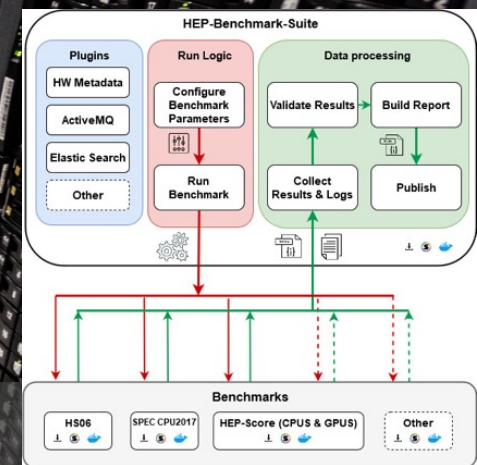 HEP-Benchmark-Suite
Plugins
HW Metadata
ActiveMQ
Elastic Search
Other
Run Logic
Configure
Benchmark
Parameters
Run
Benchmark
Data processing
Validate Results
Build Report
Collect
Results & Logs
Publish
Benchmarks
HS06
SPEC CPU2017
HEP-Score (CPUS & GPUS)
Other